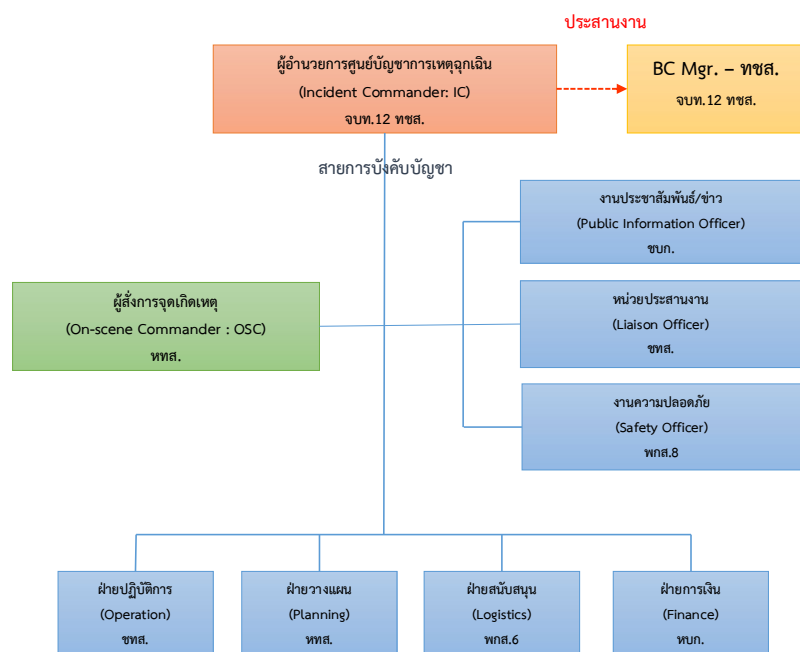 ประสานงาน
ผู้อำนวยการศูนย์บัญชาการเหตุฉุกเฉิน
(Incident Commander: IC)
จบท.12 ทชส.
BC Mgr. – ทชส.
จบท.12 ทชส.
สายการบังคับบัญชา
งานประชาสัมพันธ์/ข่าว
(Public Information Officer)
ชบก.
ผู้สั่งการจุดเกิดเหตุ
(On-scene Commander : OSC)
หทส.
หน่วยประสานงาน
(Liaison Officer)
ชทส.
งานความปลอดภัย
(Safety Officer)
พกส.8
ฝ่ายปฏิบัติการ
(Operation)
ชทส.
ฝ่ายวางแผน
(Planning)
หทส.
ฝ่ายสนับสนุน
(Logistics)
พกส.6
ฝ่ายการเงิน
(Finance)
หบก.